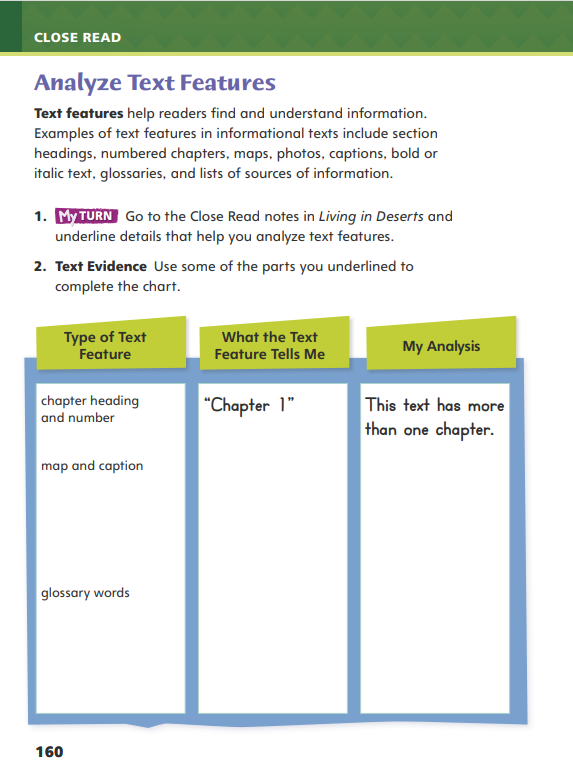 CLOSE READ
Analyze Text Features
Text features help readers find and understand information.
Examples of text features in informational texts include section
headings, numbered chapters, maps, photos, captions, bold or
italic text, glossaries, and lists of sources of information.
1. My TURN Go to the Close Read notes in Living in Deserts and
underline details that help you analyze text features.
2. Text Evidence Use some of the parts you underlined to
complete the chart.
Type of Text
Feature
What the Text
Feature Tells Me
My Analysis
chapter heading
and number
“Chapter 1”
This text has more
than one chapter.
map and caption
glossary words
160